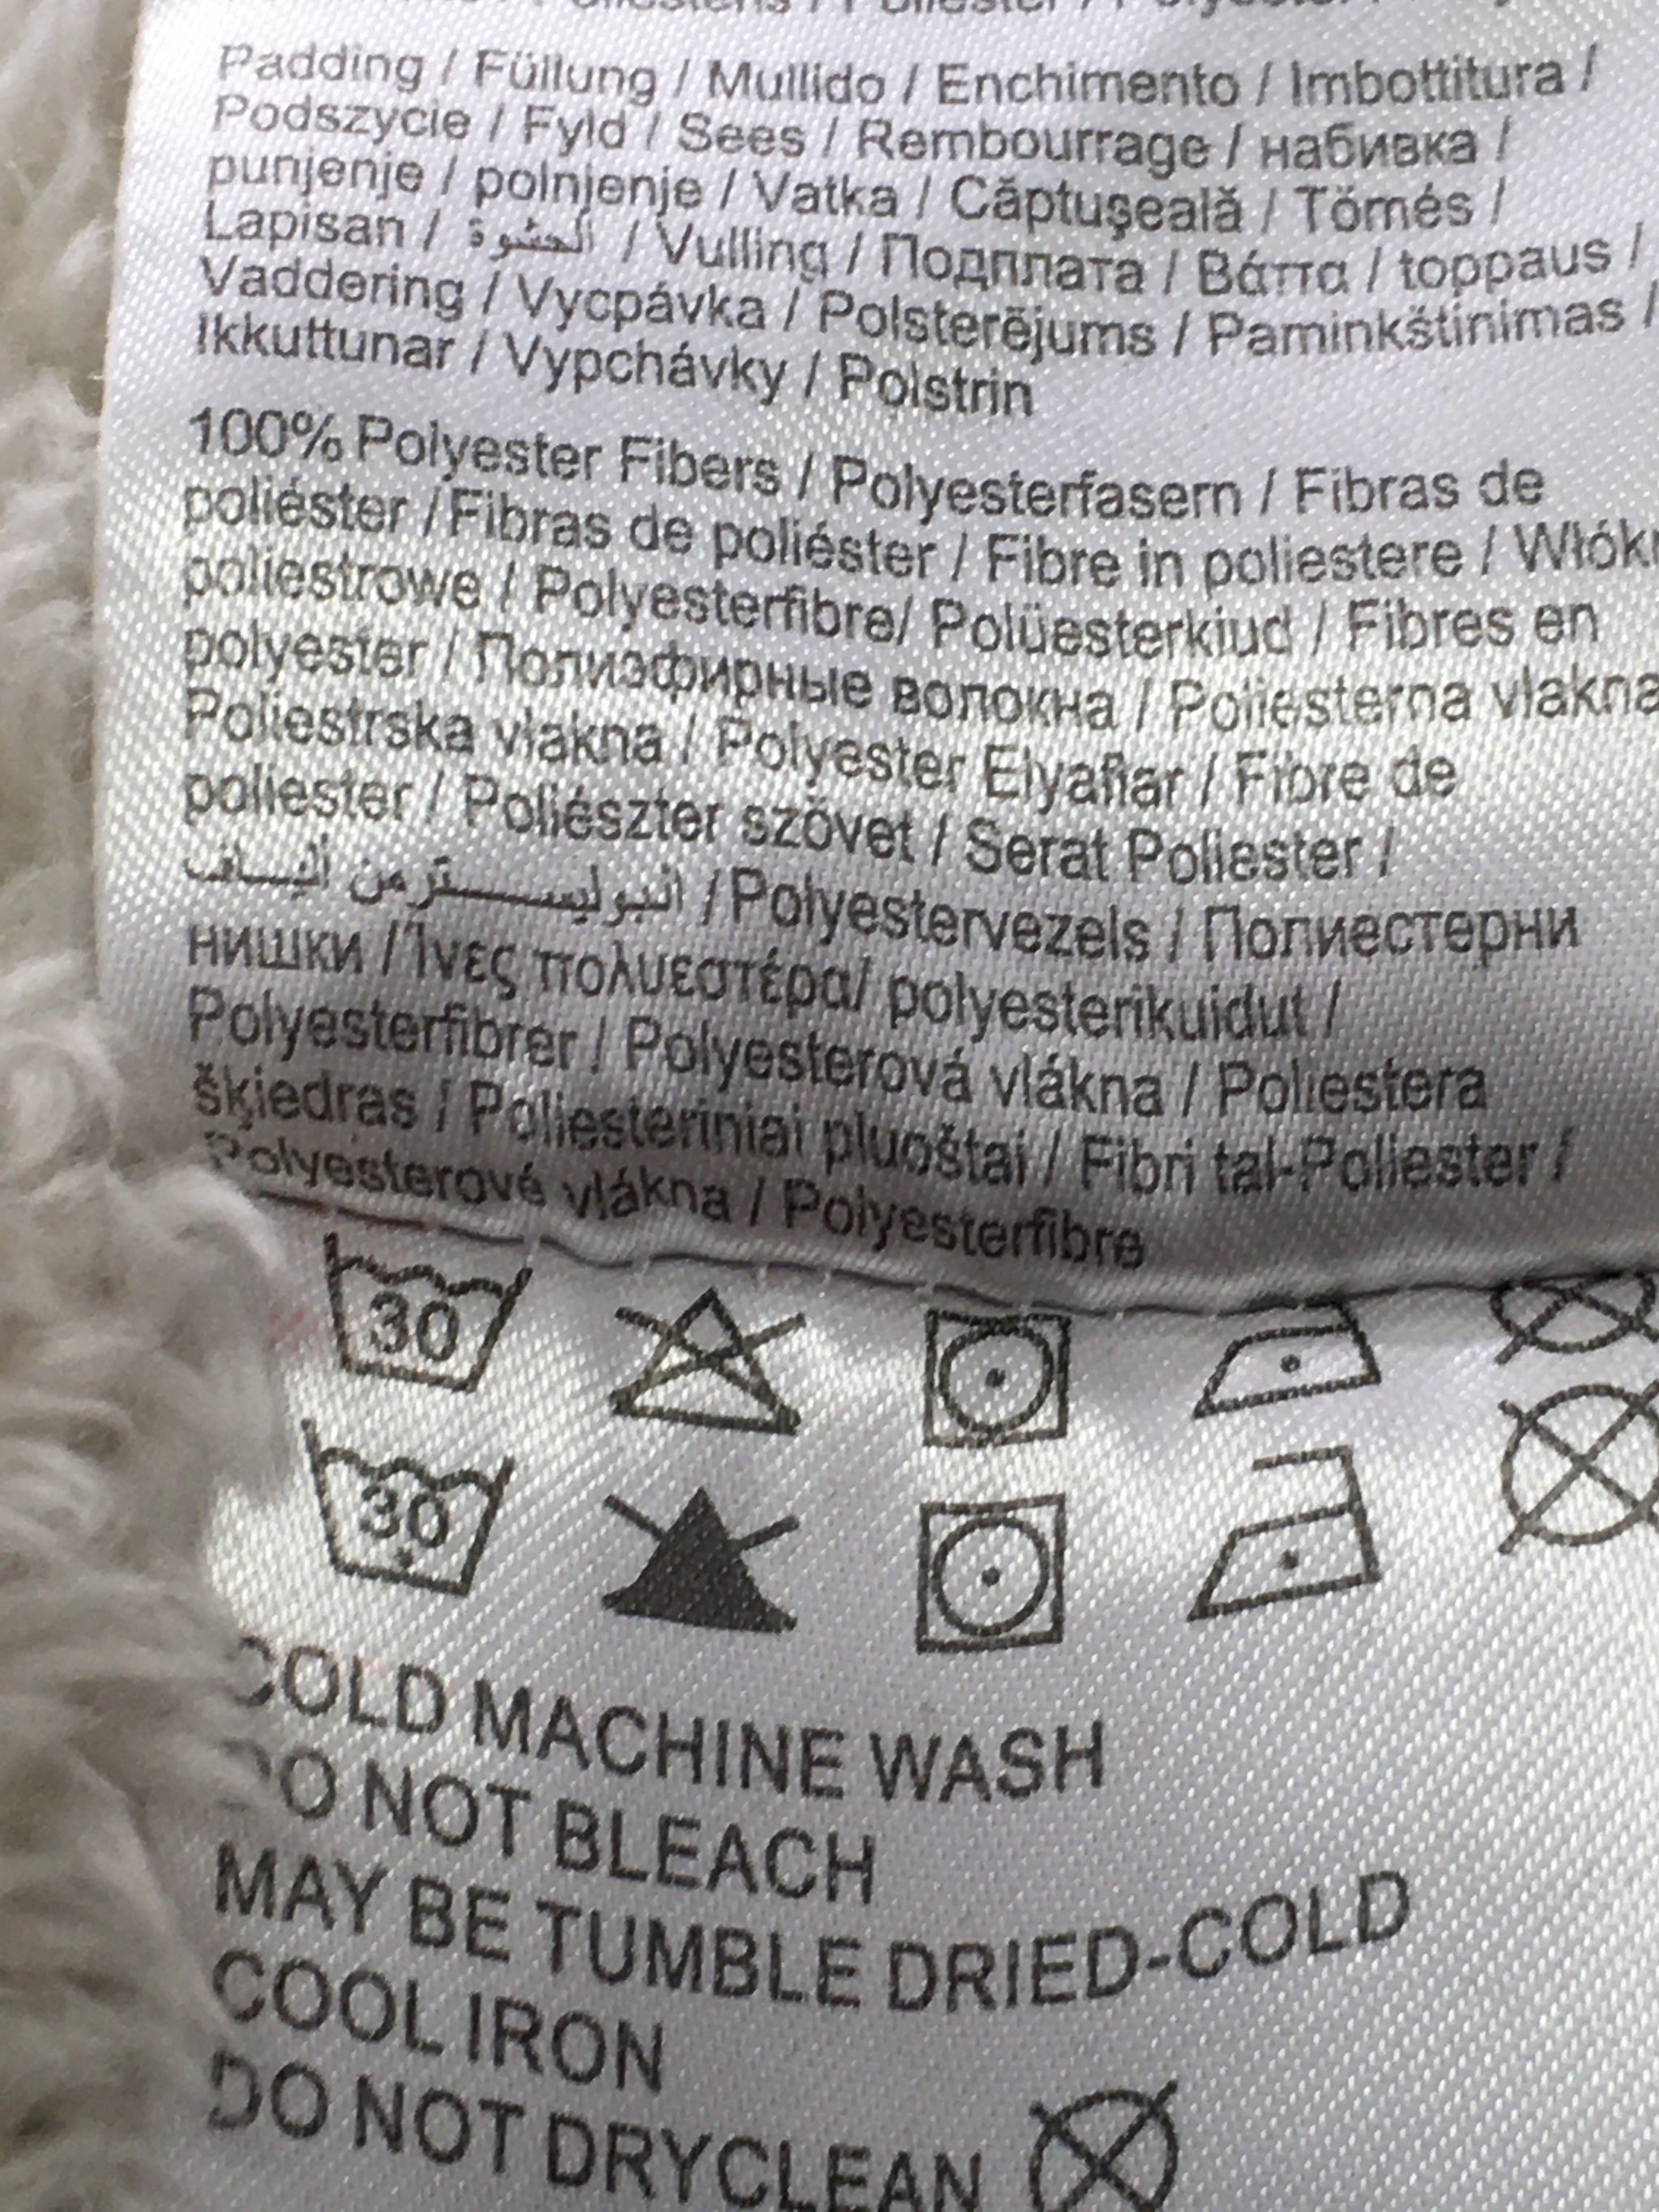 Padding / Füllung / Mullido / Enchimento / Imbottitura /
Podszycie / Fyld / Sees / Rembourrage / набивка /
punjenje / polnjenje / Vatka / Căptuşeală / Tömés /
Lapisan / الحشوة / Vulling / Подплата / Βάττα / toppaus /
Vaddering / Vycpávka / Polsterējums / Paminkštinimas /
Ikkuttunar / Vypchávky / Polstrin
100% Polyester Fibers / Polyesterfasern / Fibras de
poliéster / Fibras de poliéster / Fibre in poliestere /
poliestrowe / Polyesterfibre/ Polüesterkiud / Fibres en
polyester / Полиэфирные волокна / Poliesterna vlakna
Poliestrska vlakna / Polyester Elyaflar / Fibre de
poliester / Poliészter szövet / Serat Poliester /
/ Polyestervezels / Полиестерни
нишки / Ίνες πολυεστέρα/ polyesterikuidut /
Polyesterfibrer / Polyesterová vlákna / Poliestera
šķiedras / Poliesteriniai pluoštai / Fibri tal-Poliester /
Polyesterové vlákna / Polyesterfibre
30
30
COLD MACHINE WASH
DO NOT BLEACH
MAY BE TUMBLE DRIED-COLD
COOL IRON
DO NOT DRYCLEAN